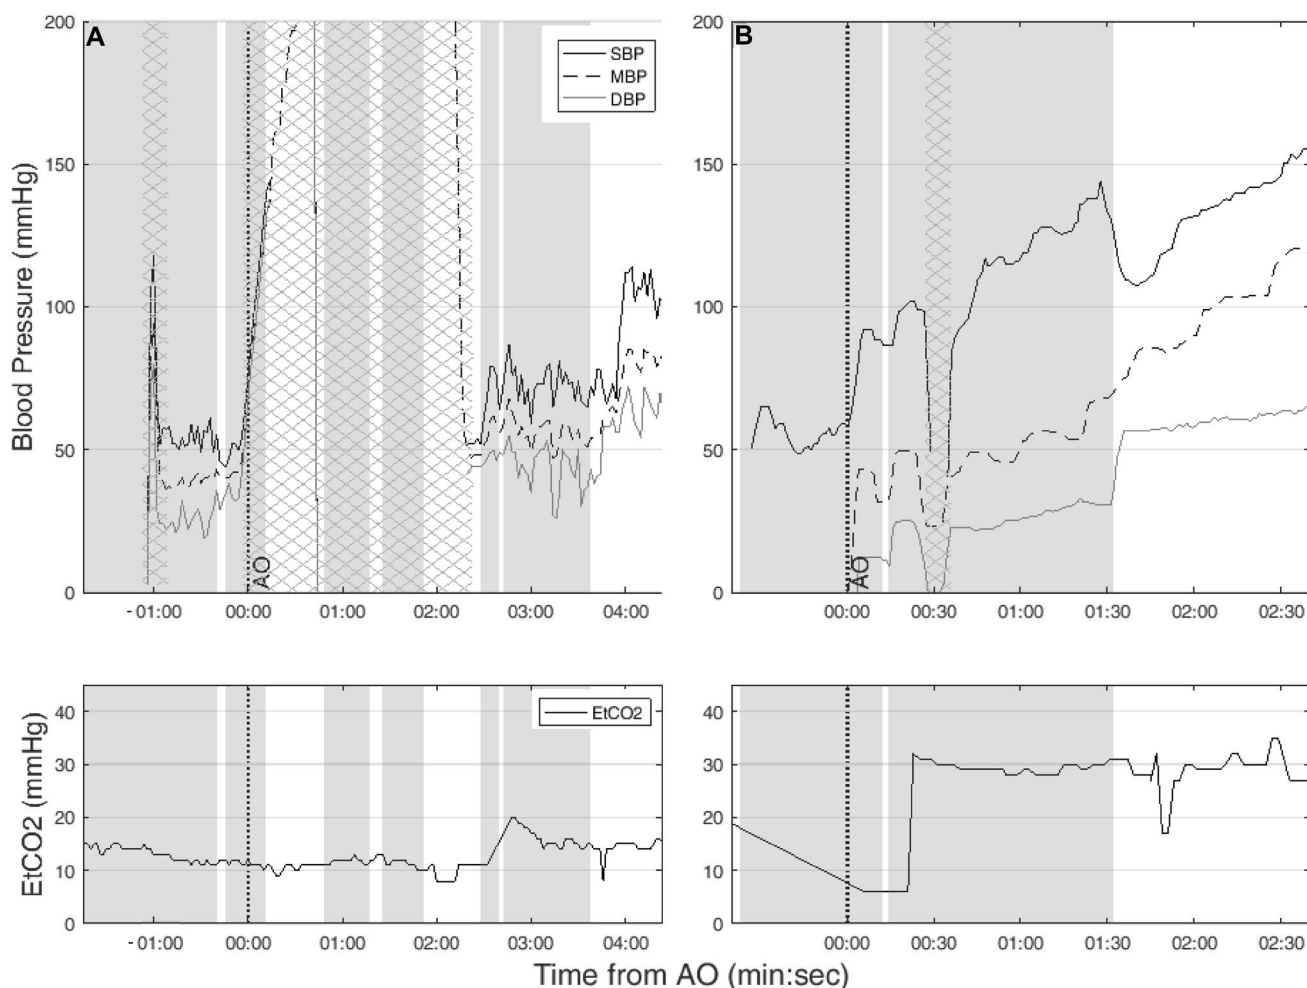 A
B
SBP
MBP
DBP
Blood Pressure (mmHg)
200
150
100
50
0
AO
-01:00 00:00 01:00 02:00 03:00 04:00
200
150
100
50
0
AO
00:00 00:30 01:00 01:30 02:00 02:30
EtCO2 (mmHg)
40
30
20
10
0
EtCO2
-01:00 00:00 01:00 02:00 03:00 04:00
40
30
20
10
0
00:00 00:30 01:00 01:30 02:00 02:30
Time from AO (min:sec)